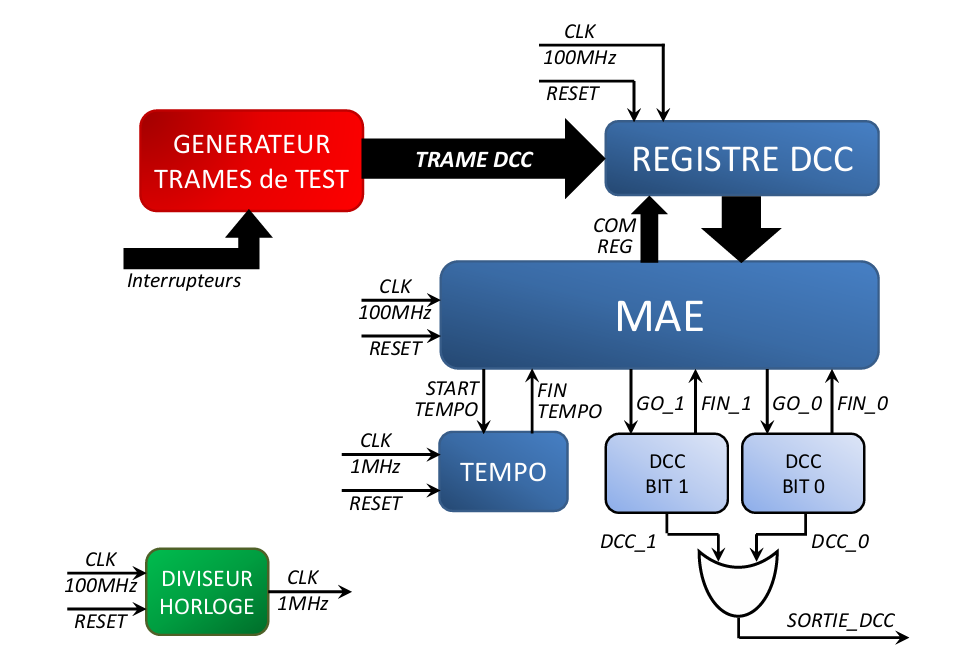 CLK
100MHz
RESET
GENERATEUR
TRAMES de TEST
TRAME DCC
REGISTRE DCC
COM
REG
Interrupteurs
CLK
100MHz
RESET
MAE
START
TEMPO
FIN
TEMPO
GO_1
FIN_1
GO_0
FIN_0
CLK
1MHz
RESET
TEMPO
DCC
BIT 1
DCC
BIT 0
DCC_1
DCC_0
CLK
100MHz
RESET
DIVISEUR
HORLOGE
CLK
1MHz
SORTIE_DCC